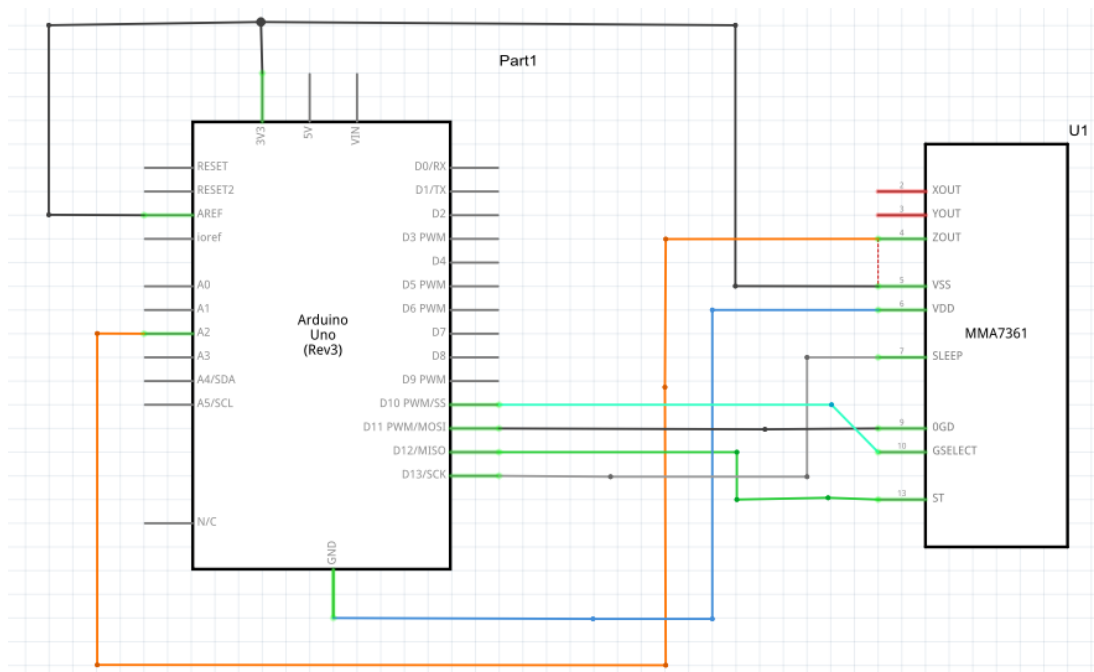 Part1
U1
3V3
5V
VIN
RESET
RESET2
AREF
ioref
A0
A1
A2
A3
A4/SDA
A5/SCL
N/C
D0/RX
D1/TX
D2
D3 PWM
D4
D5 PWM
D6 PWM
D7
D8
D9 PWM
D10 PWM/SS
D11 PWM/MOSI
D12/MISO
D13/SCK
Arduino
Uno
(Rev3)
GND
2 XOUT
3 YOUT
4 ZOUT
5 VSS
6 VDD
MMA7361
7 SLEEP
9 0GD
10 GSELECT
13 ST